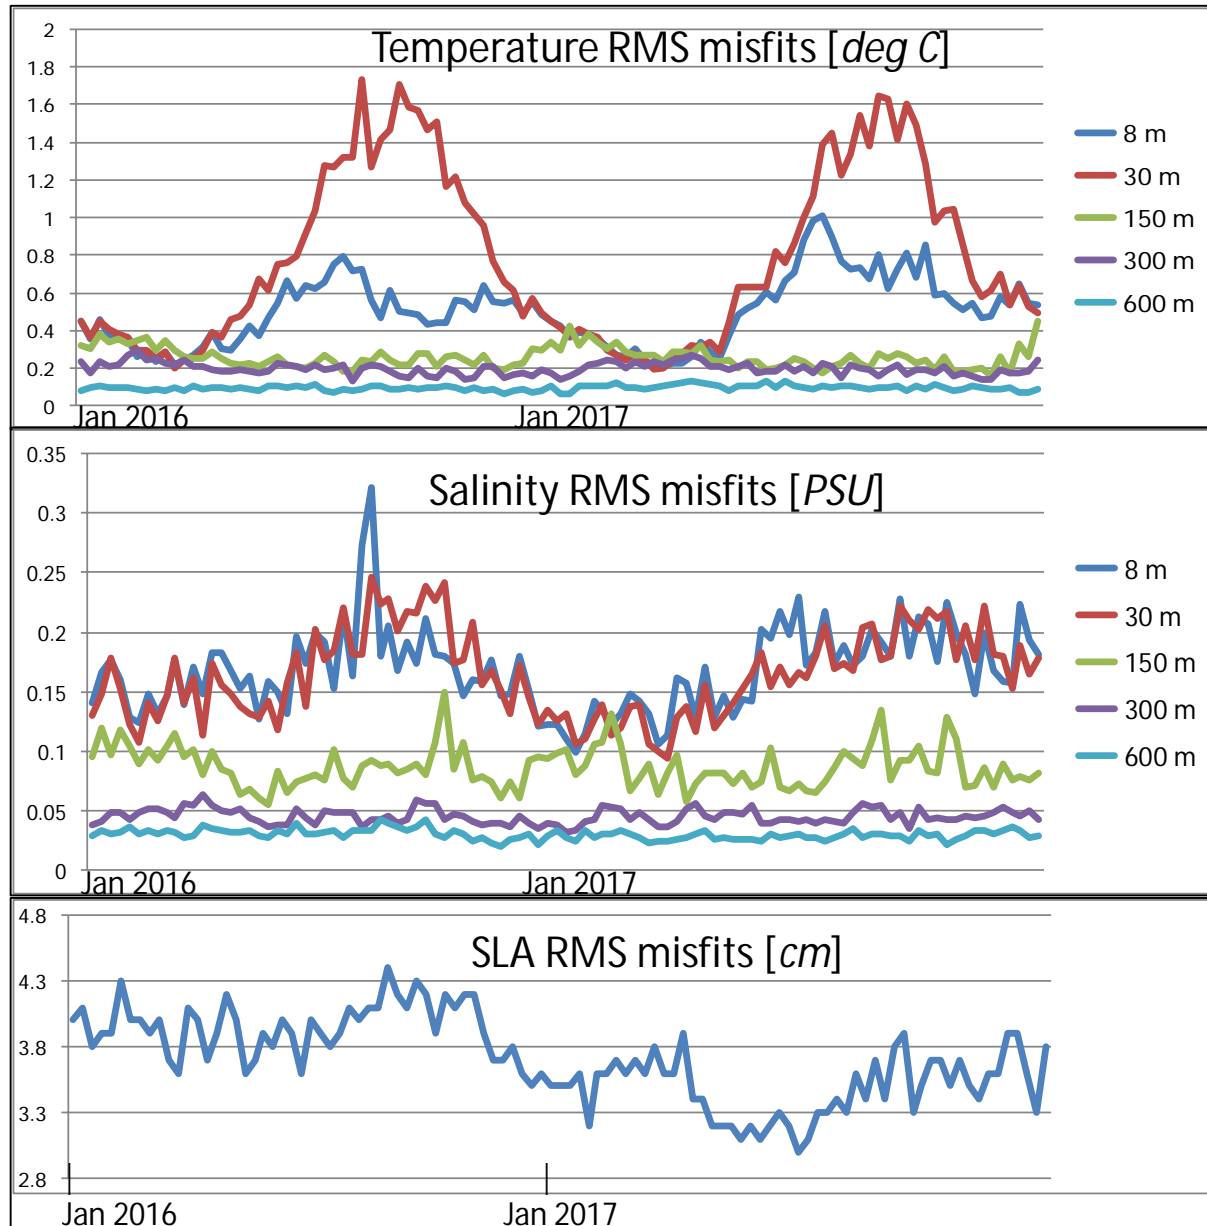 Temperature RMS misfits [deg C]
2
1.8
1.6
1.4
1.2
1
0.8
0.6
0.4
0.2
0
Jan 2016
Jan 2017
8 m
30 m
150 m
300 m
600 m
Salinity RMS misfits [PSU]
0.35
0.3
0.25
0.2
0.15
0.1
0.05
0
Jan 2016
Jan 2017
8 m
30 m
150 m
300 m
600 m
SLA RMS misfits [cm]
4.8
4.3
3.8
3.3
2.8
Jan 2016
Jan 2017